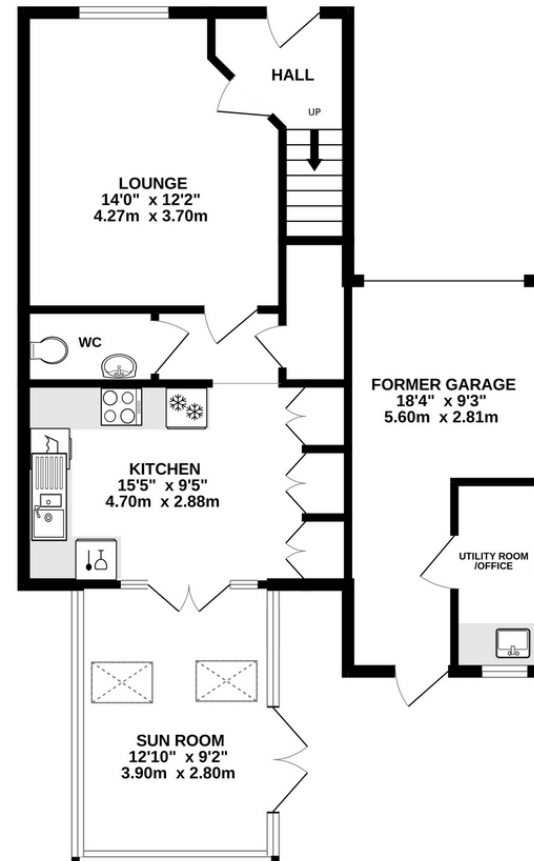 HALL
UP
LOUNGE
14'0" x 12'2"
4.27m x 3.70m
WC
FORMER GARAGE
18'4" x 9'3"
5.60m x 2.81m
KITCHEN
15'5" x 9'5"
4.70m x 2.88m
UTILITY ROOM
/OFFICE
SUN ROOM
12'10" x 9'2"
3.90m x 2.80m